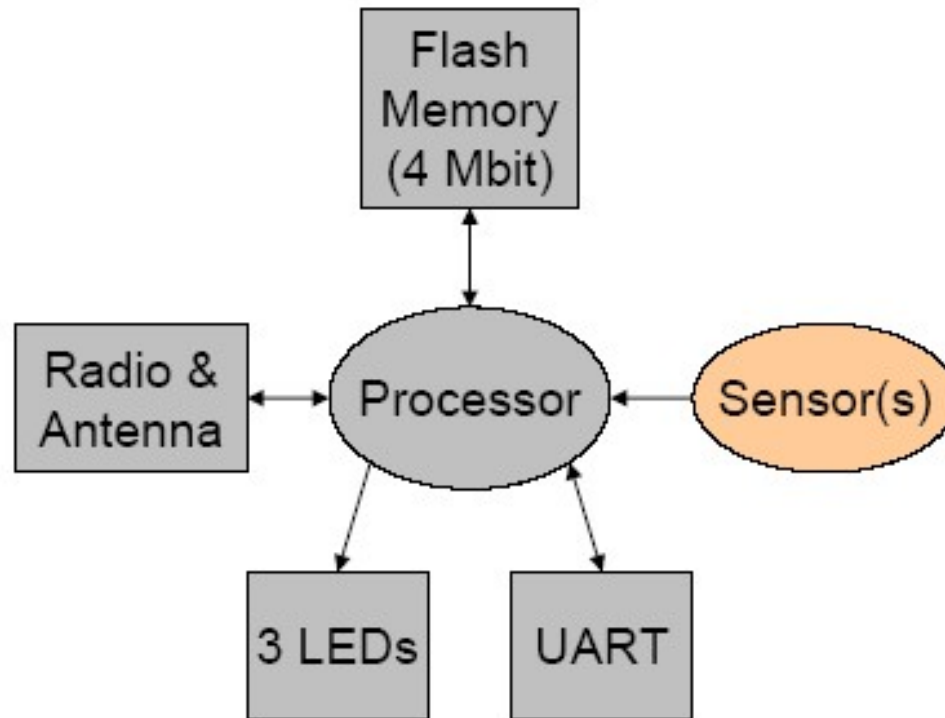 Flash
Memory
(4 Mbit)
Radio &
Antenna
Processor
Sensor(s)
3 LEDs
UART